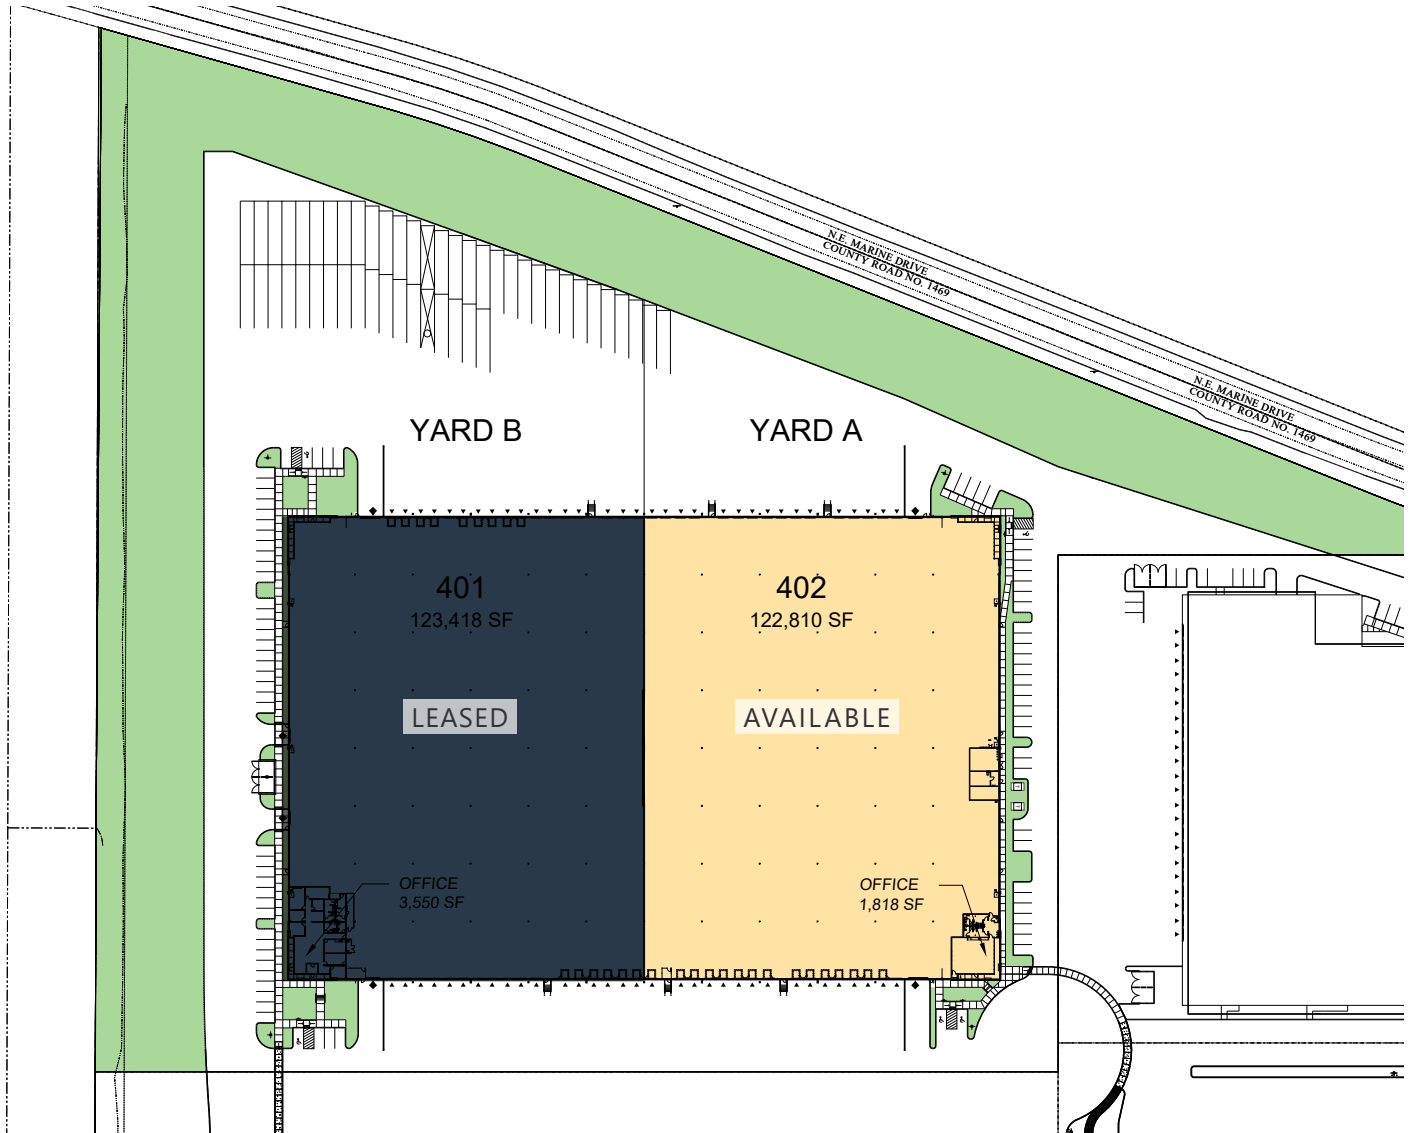 N.E. MARINE DRIVE
COUNTY ROAD NO. 1469
N.E. MARINE DRIVE
COUNTY ROAD NO. 1469
YARD B
YARD A
401
123,418 SF
402
122,810 SF
LEASED
AVAILABLE
OFFICE
3,550 SF
OFFICE
1,818 SF